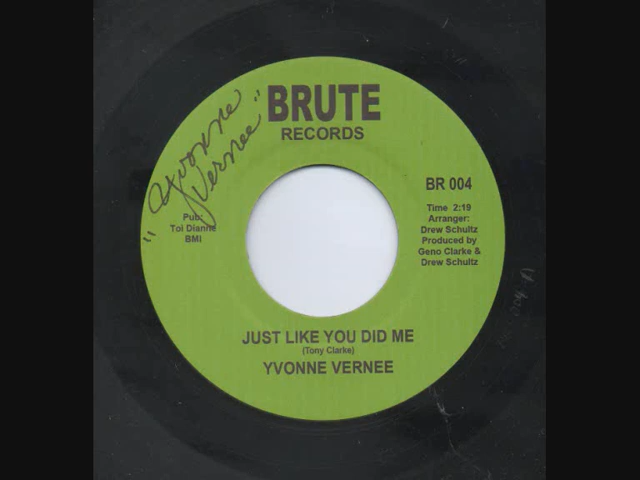 BRUTE
RECORDS
"Yvonne
Vernee"
Pub:
Toi Dianne
BMI
BR 004
Time 2:19
Arranger:
Drew Schultz
Produced by
Geno Clarke &
Drew Schultz
JUST LIKE YOU DID ME
(Tony Clarke)
YVONNE VERNEE